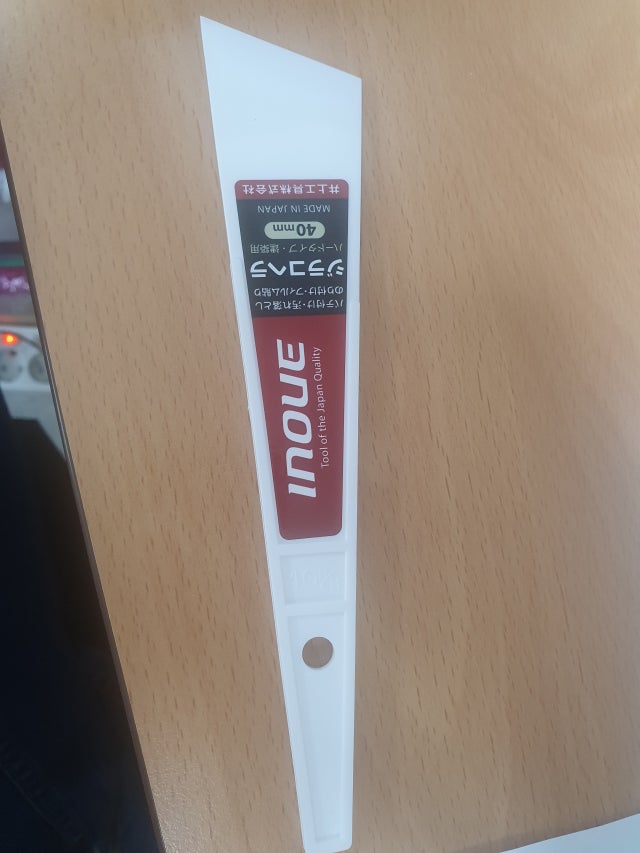 INOUE
Tool of the Japan Quality
パテ付け・汚れ落とし
のり付け・フィルム貼り
ジラコヘラ
ハードタイプ・建築用
40mm
MADE IN JAPAN
井上工具株式会社